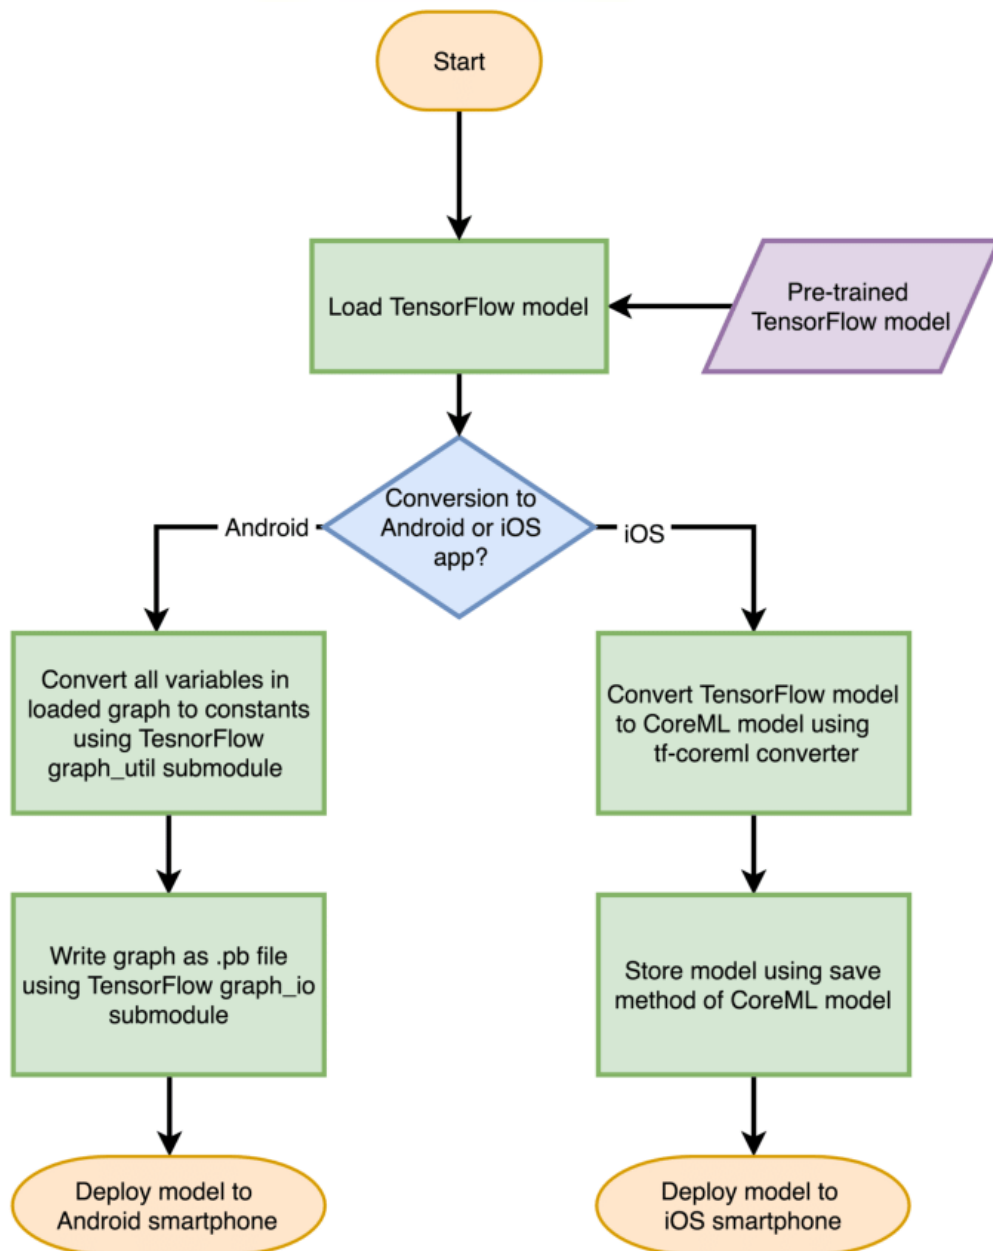 Start
Load TensorFlow model
Pre-trained
TensorFlow model
Conversion to
Android or iOS
app?
Android
iOS
Convert all variables in
loaded graph to constants
using TesnorFlow
graph_util submodule
Convert TensorFlow model
to CoreML model using
tf-coreml converter
Write graph as .pb file
using TensorFlow graph_io
submodule
Store model using save
method of CoreML model
Deploy model to
Android smartphone
Deploy model to
iOS smartphone